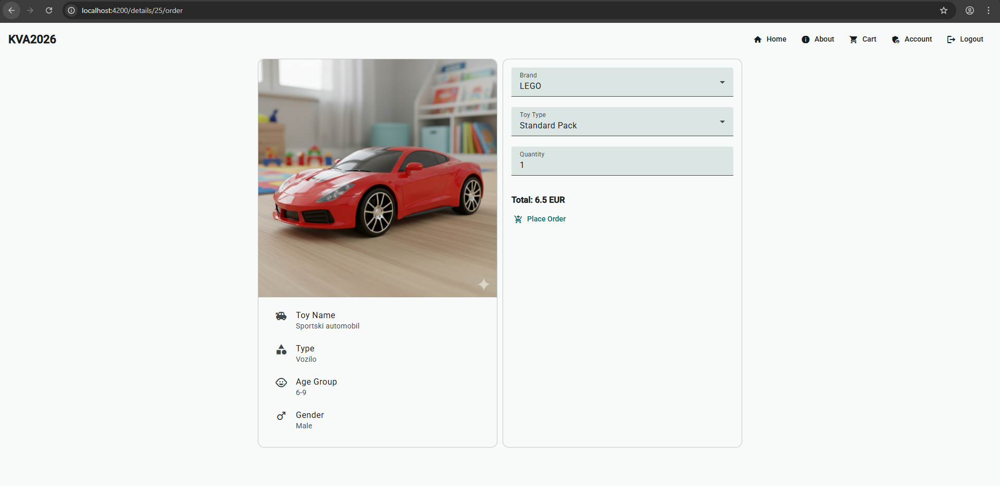 localhost:4200/details/25/order
KVA2026
Home
About
Cart
Account
Logout
Brand
LEGO
Toy Type
Standard Pack
Quantity
1
Total: 6.5 EUR
Place Order
Toy Name
Sportski automobil
Type
Vozilo
Age Group
6-9
Gender
Male